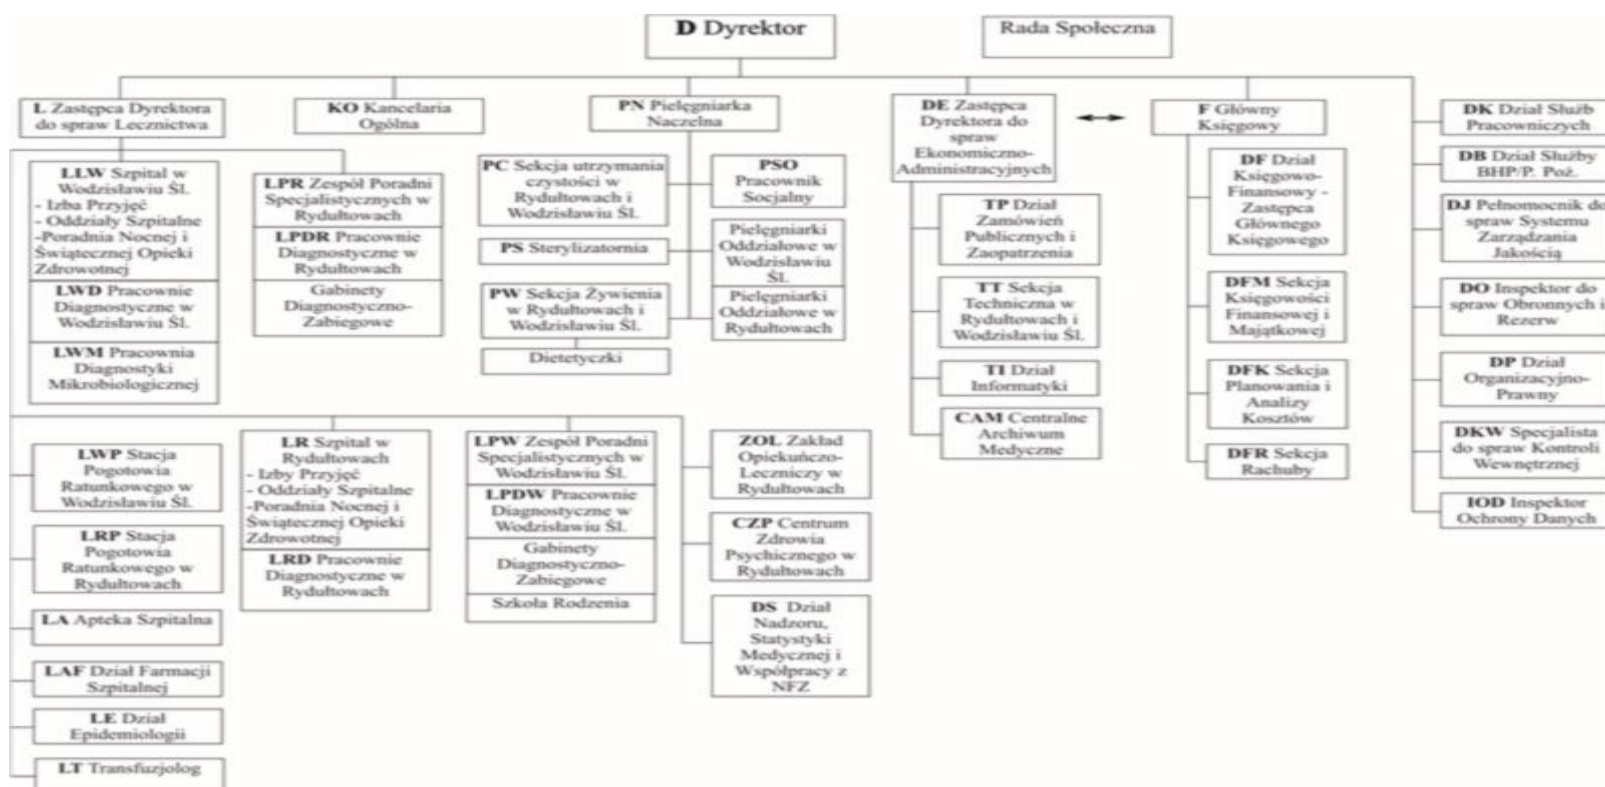 D Dyrektor
Rada Społeczna
L Zastępca Dyrektora
do spraw Lecznictwa
KO Kancelaria
Ogólna
PN Pielęgniarka
Naczelna
DE Zastępca
Dyrektora do
spraw
Ekonomiczno-
Administracyjnych
F Główny
Księgowy
DK Dział Służb
Pracowniczych
DB Dział Służby
BHP/P. Poż.
DJ Pełnomocnik do
spraw Systemu
Zarządzania
Jakością
DO Inspektor do
spraw Obronnych i
Rezerw
DP Dział
Organizacyjno-
Prawny
DKW Specjalista
do spraw Kontroli
Wewnętrznej
IOD Inspektor
Ochrony Danych
LLW Szpital w
Wodzisławiu Śl.
- Izba Przyjęć
- Oddziały Szpitalne
-Poradnia Nocnej i
Świątecznej Opieki
Zdrowotnej
LWD Pracownie
Diagnostyczne w
Wodzisławiu Śl.
LWM Pracownia
Diagnostyki
Mikrobiologicznej
LPR Zespół Poradni
Specjalistycznych w
Rydułtowach
LPDR Pracownie
Diagnostyczne w
Rydułtowach
Gabinety
Diagnostyczno-
Zabiegowe
PC Sekcja utrzymania
czystości w
Rydułtowach i
Wodzisławiu Śl.
PS Sterylizatornia
PW Sekcja Żywienia
w Rydułtowach i
Wodzisławiu Śl.
Dietetyczki
PSO
Pracownik
Socjalny
Pielęgniarki
Oddziałowe w
Wodzisławiu
Śl.
Pielęgniarki
Oddziałowe w
Rydułtowach
TP Dział
Zamówień
Publicznych i
Zaopatrzenia
TT Sekcja
Techniczna w
Rydułtowach i
Wodzisławiu Śl.
TI Dział
Informatyki
CAM Centralne
Archiwum
Medyczne
DF Dział
Księgowo-
Finansowy -
Zastępca
Głównego
Księgowego
DFM Sekcja
Księgowości
Finansowej i
Majątkowej
DFK Sekcja
Planowania i
Analizy
Kosztów
DFR Sekcja
Rachuby
LWP Stacja
Pogotowia
Ratunkowego w
Wodzisławiu Śl.
LRP Stacja
Pogotowia
Ratunkowego w
Rydułtowach
LA Apteka Szpitalna
LAF Dział Farmacji
Szpitalnej
LE Dział
Epidemiologii
LT Transfuzjolog
LR Szpital w
Rydułtowach
- Izby Przyjęć
- Oddziały Szpitalne
-Poradnia Nocnej i
Świątecznej Opieki
Zdrowotnej
LRD Pracownie
Diagnostyczne w
Rydułtowach
LPW Zespół Poradni
Specjalistycznych w
Wodzisławiu Śl.
LPDW Pracownie
Diagnostyczne w
Wodzisławiu Śl.
Gabinety
Diagnostyczno-
Zabiegowe
Szkoła Rodzenia
ZOL Zakład
Opiekuńczo-
Leczniczy w
Rydułtowach
CZP Centrum
Zdrowia
Psychicznego w
Rydułtowach
DS Dział
Nadzoru,
Statystyki
Medycznej i
Współpracy z
NFZ